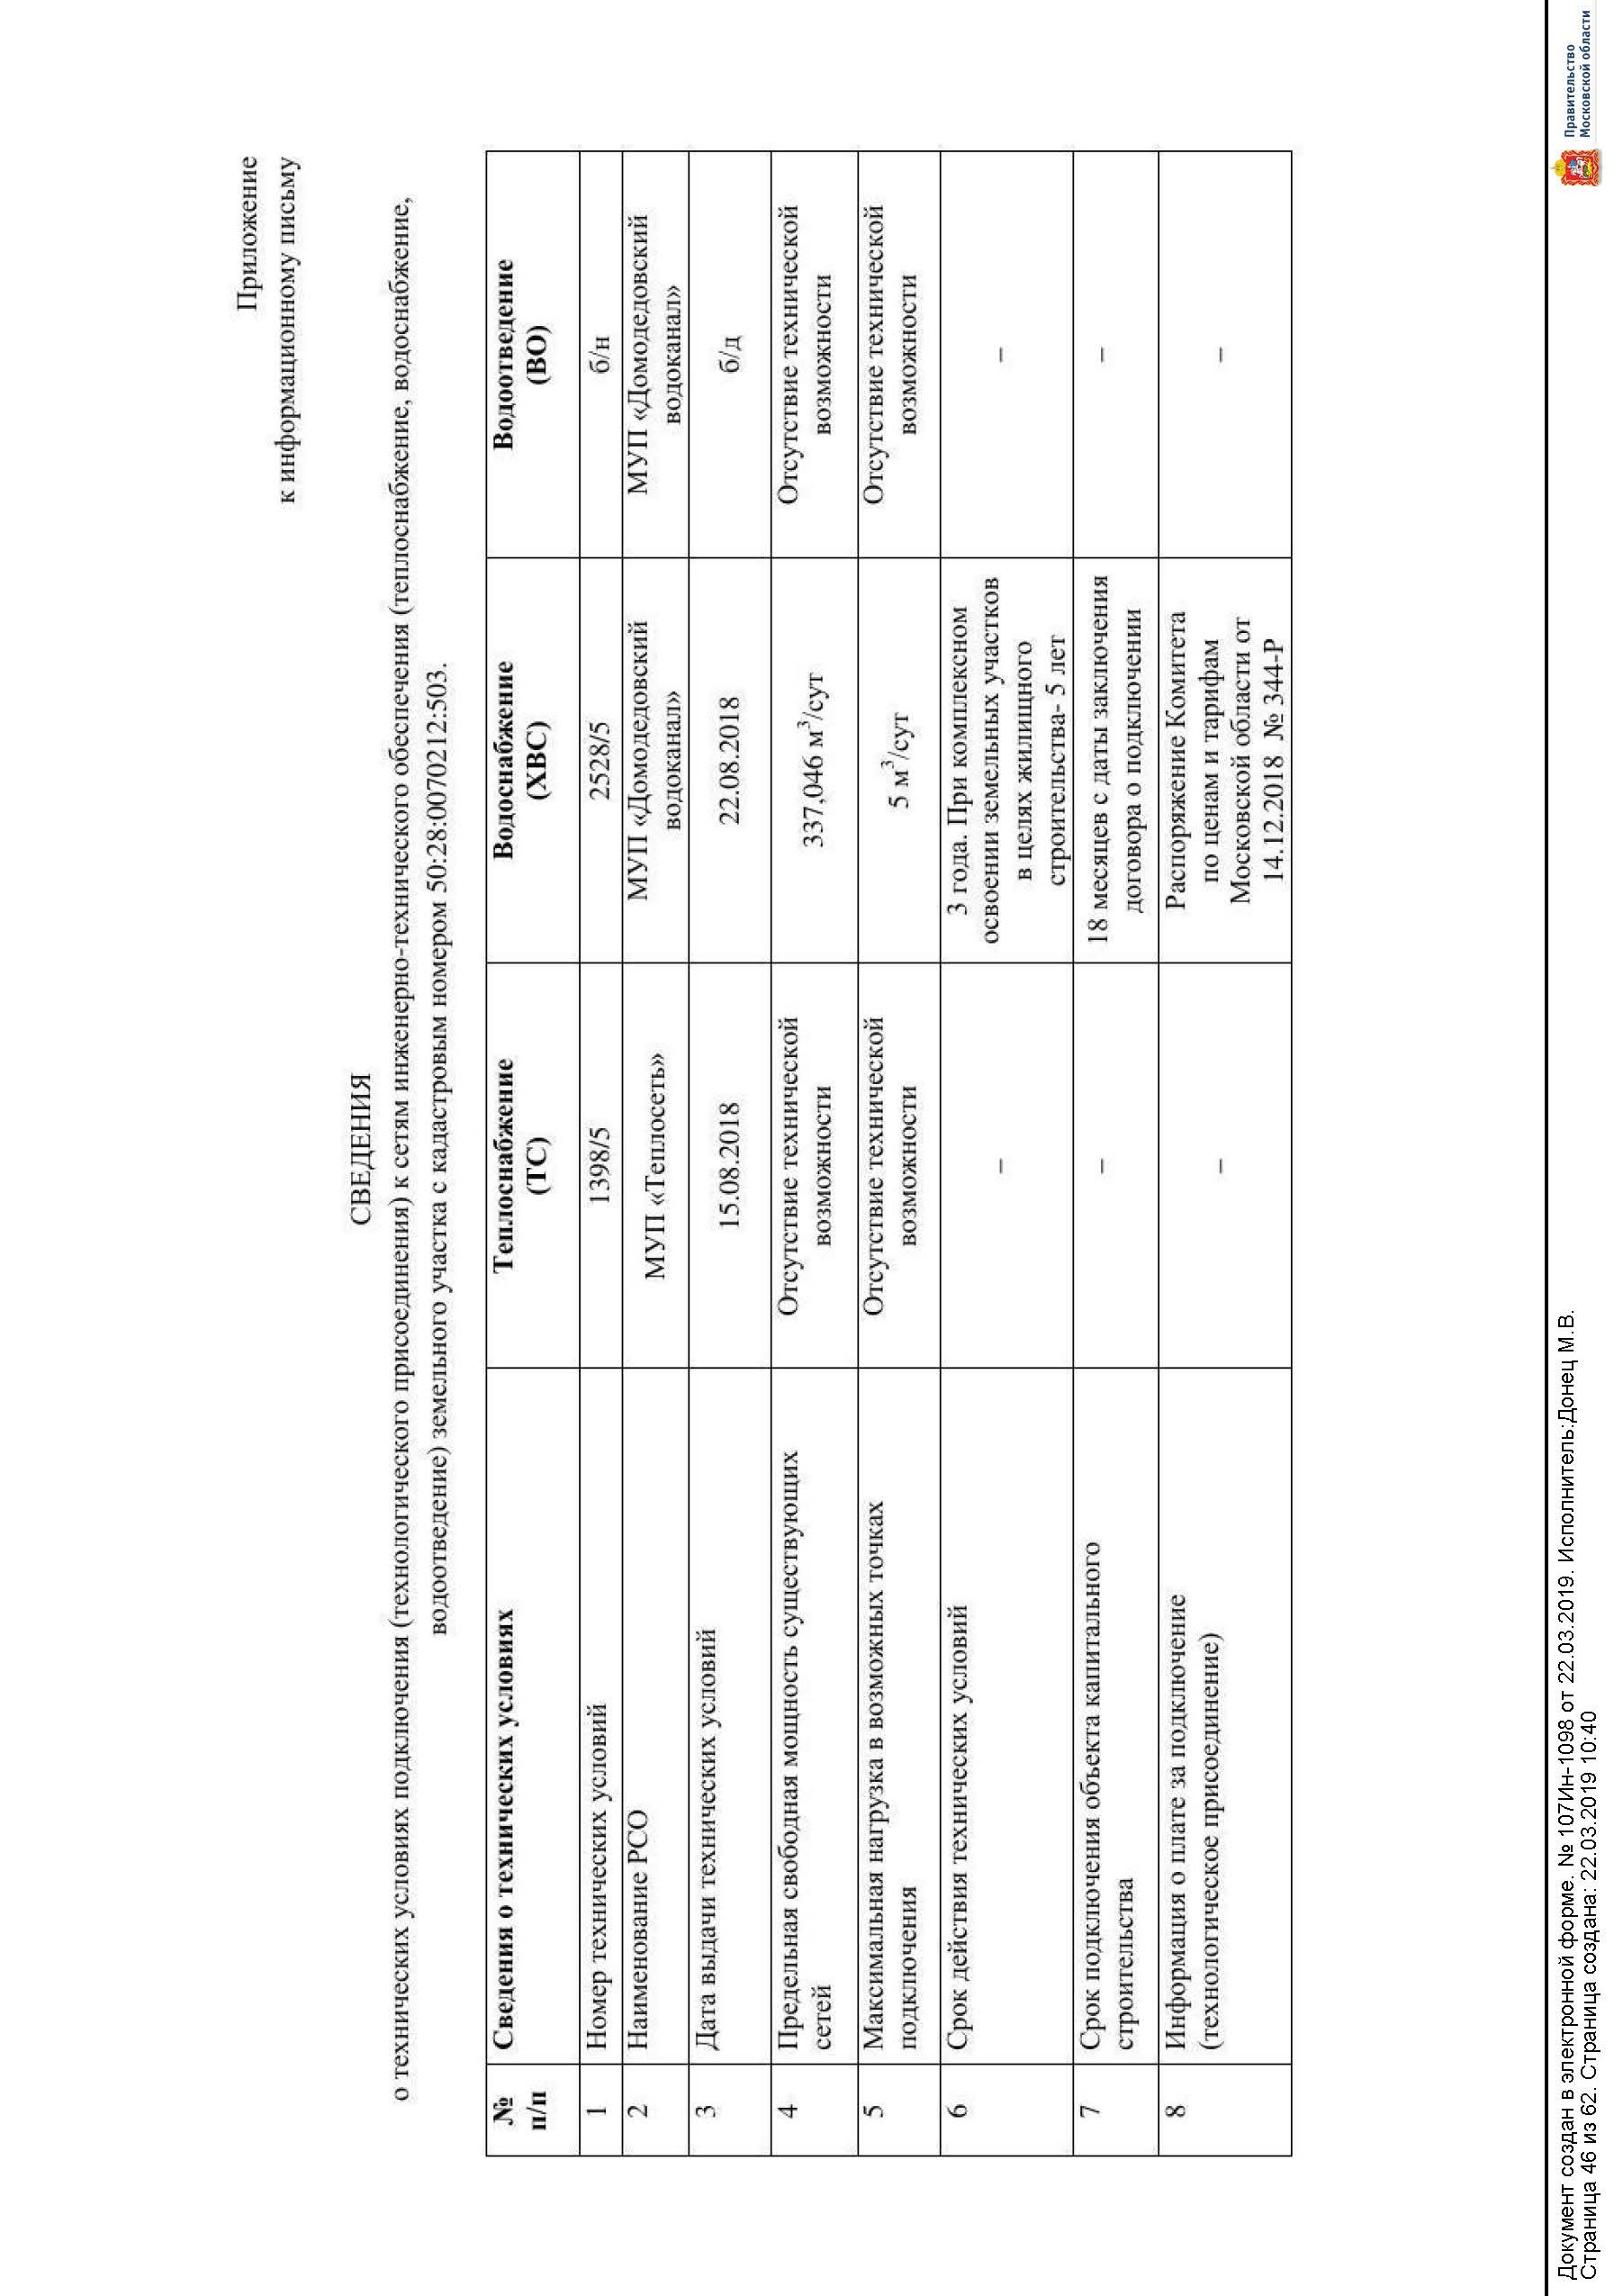 Приложение
к информационному письму
СВЕДЕНИЯ
о технических условиях подключения (технологического присоединения) к сетям инженерно-технического обеспечения (теплоснабжение, водоснабжение,
водоотведение) земельного участка с кадастровым номером 50:28:0070212:503.
№ п/п Сведения о технических условиях Теплоснабжение (ТС) Водоснабжение (ХВС) Водоотведение (ВО)
1 Номер технических условий 1398/5 2528/5 б/н
2 Наименование РСО МУП «Теплосеть» МУП «Домодедовский водоканал» МУП «Домодедовский водоканал»
3 Дата выдачи технических условий 15.08.2018 22.08.2018 б/д
4 Предельная свободная мощность существующих сетей Отсутствие технической возможности 337,046 м³/сут Отсутствие технической возможности
5 Максимальная нагрузка в возможных точках подключения Отсутствие технической возможности 5 м³/сут Отсутствие технической возможности
6 Срок действия технических условий – 3 года. При комплексном освоении земельных участков в целях жилищного строительства- 5 лет –
7 Срок подключения объекта капитального строительства – 18 месяцев с даты заключения договора о подключении –
8 Информация о плате за подключение (технологическое присоединение) – Распоряжение Комитета по ценам и тарифам Московской области от 14.12.2018 № 344-Р –
Документ создан в электронной форме. № 107Ин-1098 от 22.03.2019. Исполнитель:Донец М.В.
Страница 46 из 62. Страница создана: 22.03.2019 10:40
Правительство
Московской области